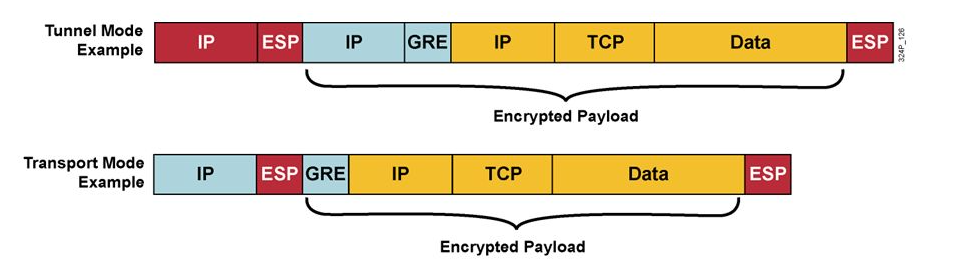 Tunnel Mode
Example
IP ESP IP GRE IP TCP Data ESP
324P_126
Encrypted Payload
Transport Mode
Example
IP ESP GRE IP TCP Data ESP
Encrypted Payload